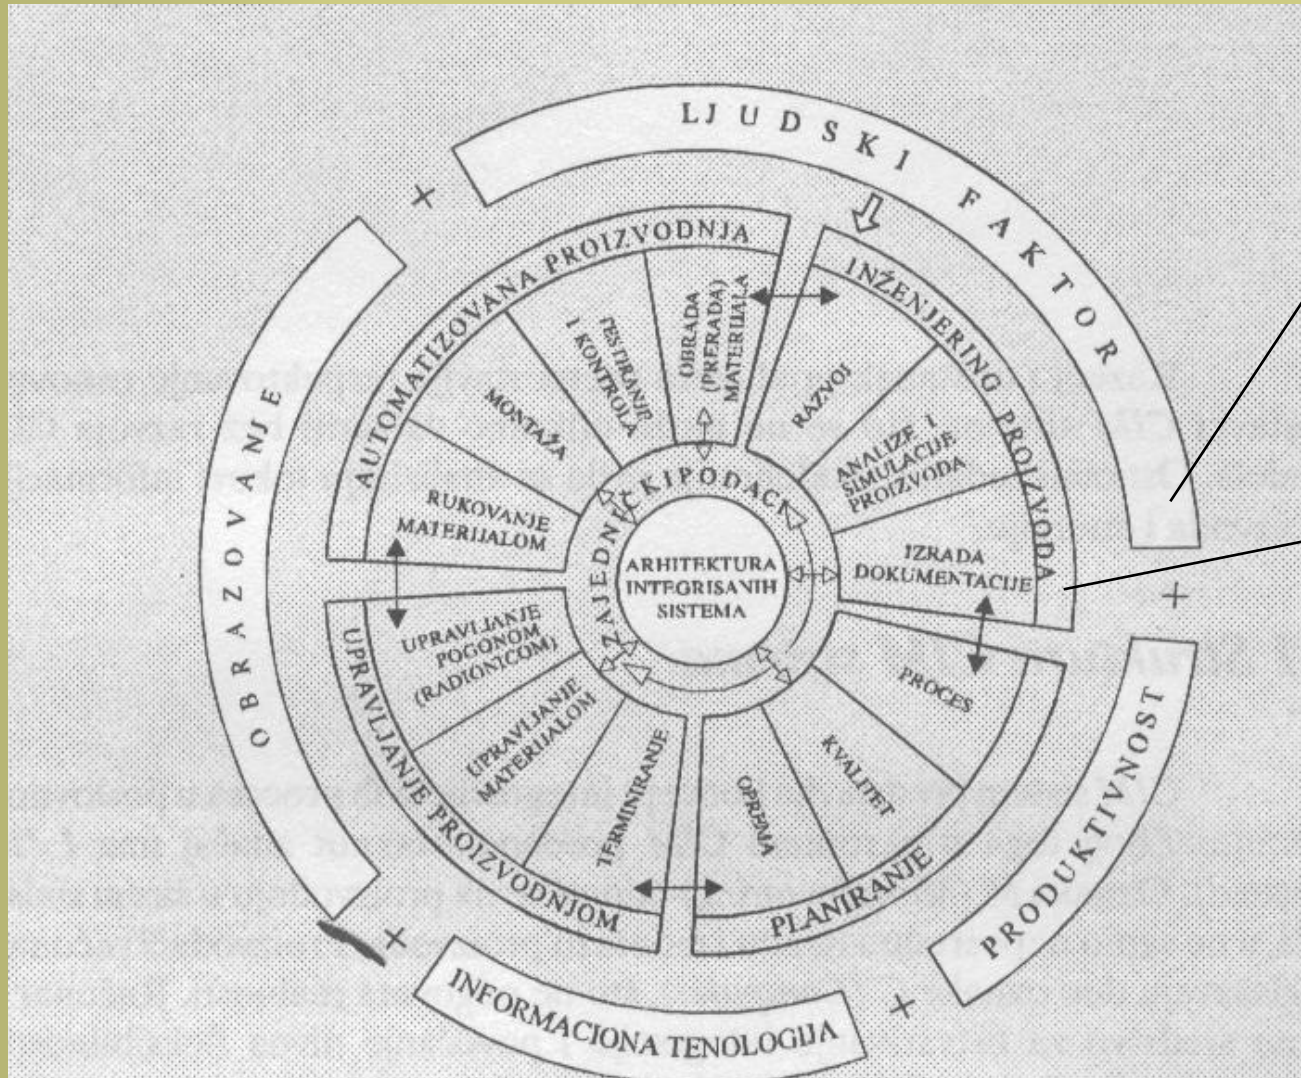 LJUDSKI FAKTOR
OBRAZOVANJE
PRODUKTIVNOST
INFORMACIONA TENOLOGIJA
AUTOMATIZOVANA PROIZVODNJA
RUKOVANJE
MATERIJALOM
MONTAŽA
TESTIRANJE
I KONTROLA
OBRADA
(PRERADA)
MATERIJALA
INŽENJERING PROIZVODA
RAZVOJ
ANALIZE I
SIMULACIJE
PROIZVODA
IZRADA
DOKUMENTACIJE
PLANIRANJE
PROCES
KVALITET
OPREMA
UPRAVLJANJE PROIZVODNJOM
TERMINIRANJE
UPRAVLJANJE
MATERIJALOM
UPRAVLJANJE
POGONOM
(RADIONICOM)
ZAJEDNIČKI PODACI
ARHITEKTURA
INTEGRISANIH
SISTEMA
+
+
+
+